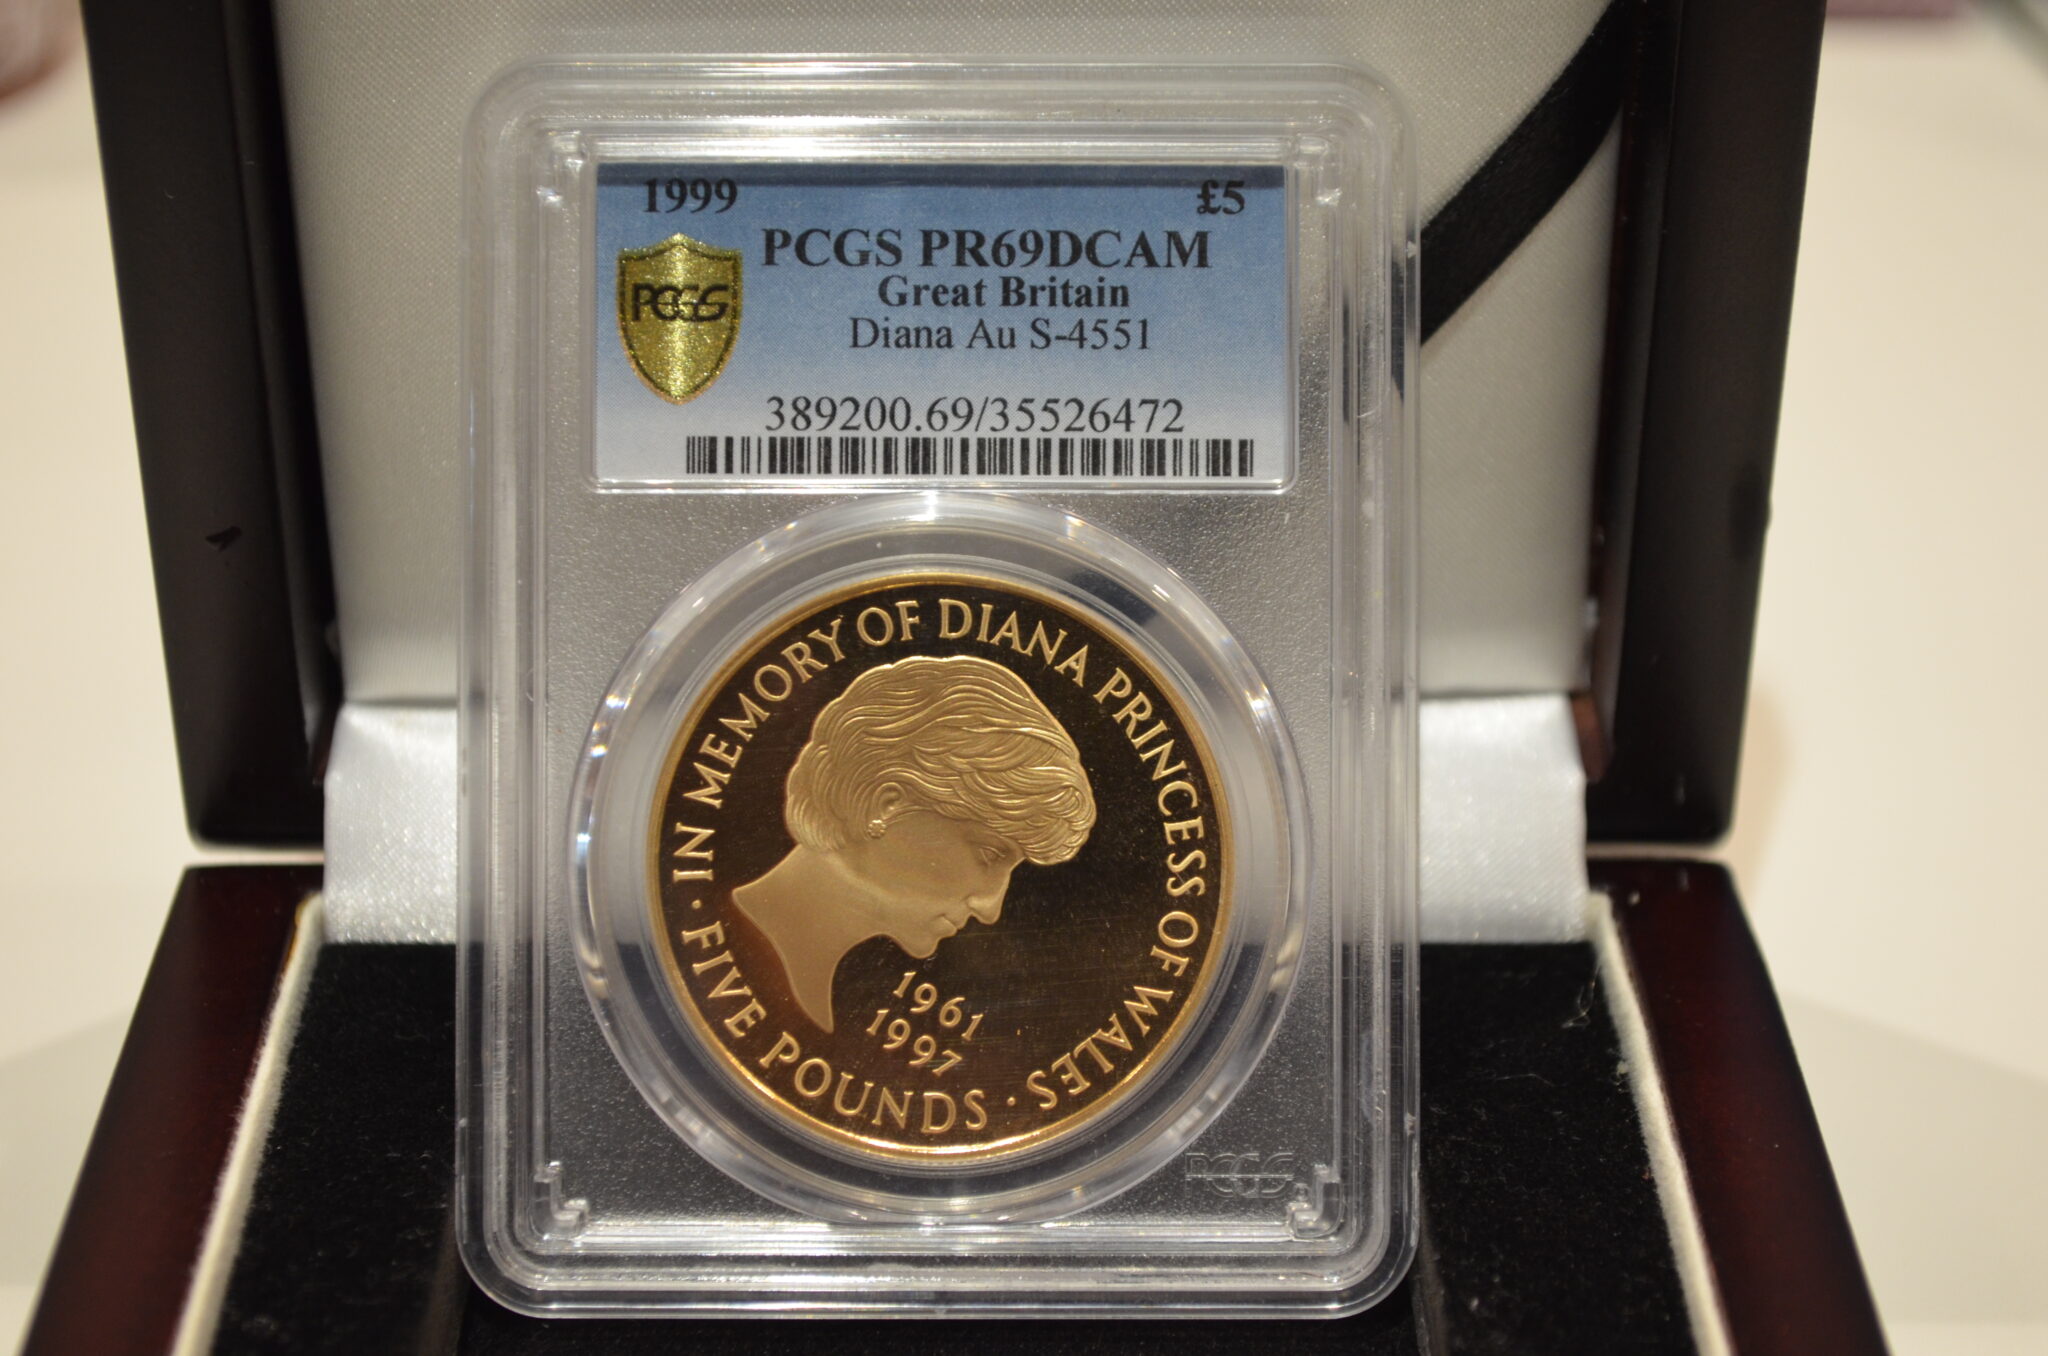 1999 £5
PCGS PR69DCAM
Great Britain
Diana Au S-4551
PCGS
389200.69/35526472
· IN MEMORY OF DIANA PRINCESS OF WALES · FIVE POUNDS
1961
1997
PCGS